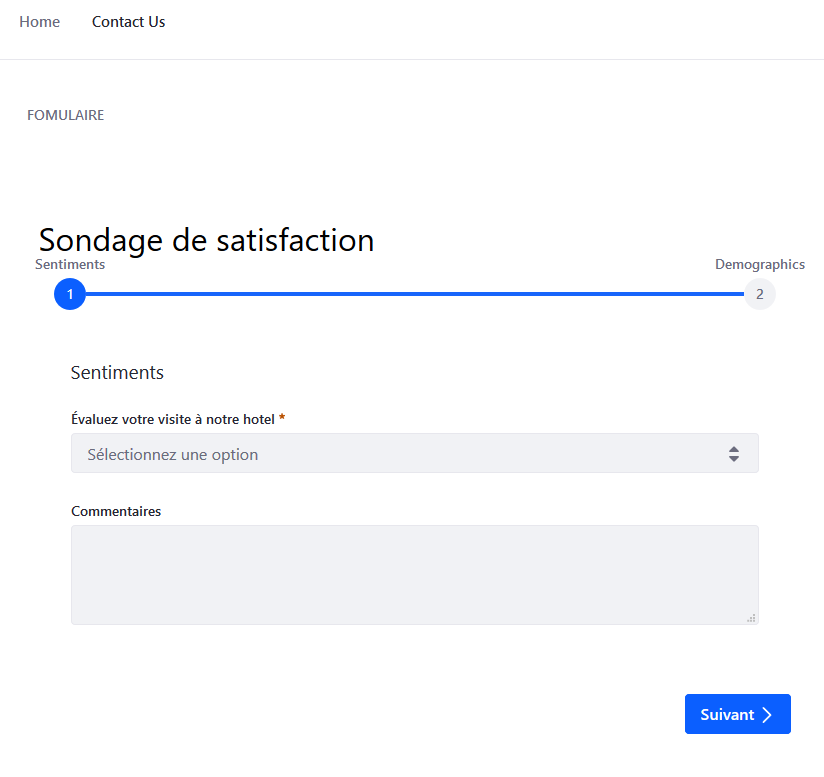 Home Contact Us
FOMULAIRE
Sondage de satisfaction
Sentiments Demographics
1 2
Sentiments
Évaluez votre visite à notre hotel *
Sélectionnez une option
Commentaires
Suivant